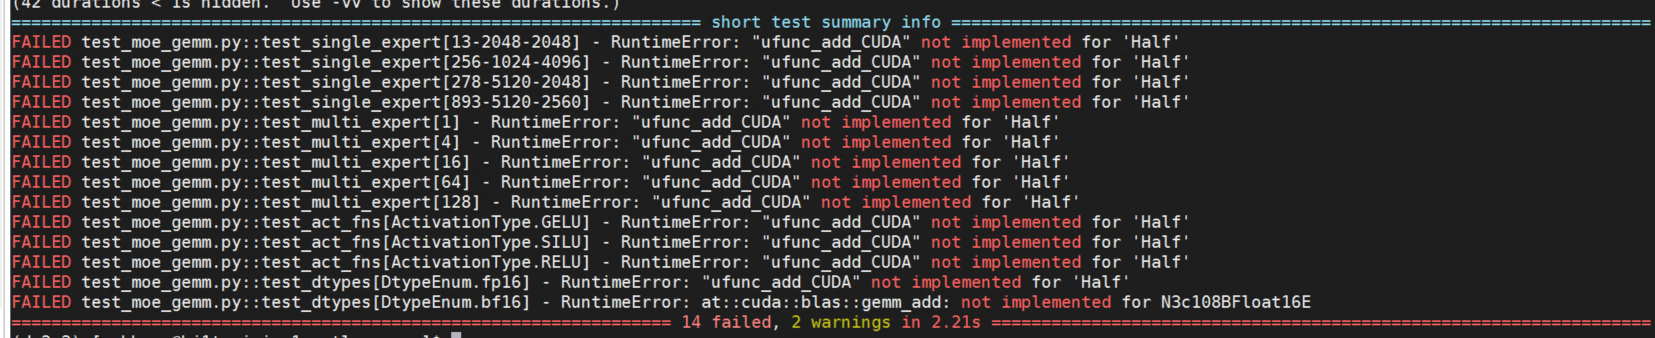 (42 durations < 1s hidden.  Use -vv to show these durations.)
===================================================================== short test summary info ======================================================================
FAILED test_moe_gemm.py::test_single_expert[13-2048-2048] - RuntimeError: "ufunc_add_CUDA" not implemented for 'Half'
FAILED test_moe_gemm.py::test_single_expert[256-1024-4096] - RuntimeError: "ufunc_add_CUDA" not implemented for 'Half'
FAILED test_moe_gemm.py::test_single_expert[278-5120-2048] - RuntimeError: "ufunc_add_CUDA" not implemented for 'Half'
FAILED test_moe_gemm.py::test_single_expert[893-5120-2560] - RuntimeError: "ufunc_add_CUDA" not implemented for 'Half'
FAILED test_moe_gemm.py::test_multi_expert[1] - RuntimeError: "ufunc_add_CUDA" not implemented for 'Half'
FAILED test_moe_gemm.py::test_multi_expert[4] - RuntimeError: "ufunc_add_CUDA" not implemented for 'Half'
FAILED test_moe_gemm.py::test_multi_expert[16] - RuntimeError: "ufunc_add_CUDA" not implemented for 'Half'
FAILED test_moe_gemm.py::test_multi_expert[64] - RuntimeError: "ufunc_add_CUDA" not implemented for 'Half'
FAILED test_moe_gemm.py::test_multi_expert[128] - RuntimeError: "ufunc_add_CUDA" not implemented for 'Half'
FAILED test_moe_gemm.py::test_act_fns[ActivationType.GELU] - RuntimeError: "ufunc_add_CUDA" not implemented for 'Half'
FAILED test_moe_gemm.py::test_act_fns[ActivationType.SILU] - RuntimeError: "ufunc_add_CUDA" not implemented for 'Half'
FAILED test_moe_gemm.py::test_act_fns[ActivationType.RELU] - RuntimeError: "ufunc_add_CUDA" not implemented for 'Half'
FAILED test_moe_gemm.py::test_dtypes[DtypeEnum.fp16] - RuntimeError: "ufunc_add_CUDA" not implemented for 'Half'
FAILED test_moe_gemm.py::test_dtypes[DtypeEnum.bf16] - RuntimeError: at::cuda::blas::gemm_add: not implemented for N3c108BFloat16E
================================================================== 14 failed, 2 warnings in 2.21s ==================================================================